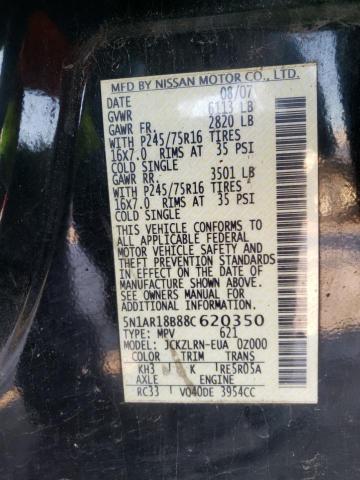 MFD BY NISSAN MOTOR CO., LTD.
DATE 08/07
GVWR 6113 LB
GAWR FR. 2820 LB
WITH P245/75R16 TIRES
16X7.0 RIMS AT 35 PSI
COLD SINGLE
GAWR RR. 3501 LB
WITH P245/75R16 TIRES
16X7.0 RIMS AT 35 PSI
COLD SINGLE
THIS VEHICLE CONFORMS TO
ALL APPLICABLE FEDERAL
MOTOR VEHICLE SAFETY AND
THEFT PREVENTION STANDARDS
IN EFFECT ON THE DATE OF
MANUFACTURE SHOWN ABOVE.
SEE OWNERS MANUAL FOR
ADDITIONAL INFORMATION.
5N1AR18B88C620350
TYPE: MPV 621
MODEL: JCKZLRN-EUA 0Z000
COLOR TRIM TRANS
KH3 K RE5R05A
AXLE ENGINE
RC33 VQ40DE 3954CC